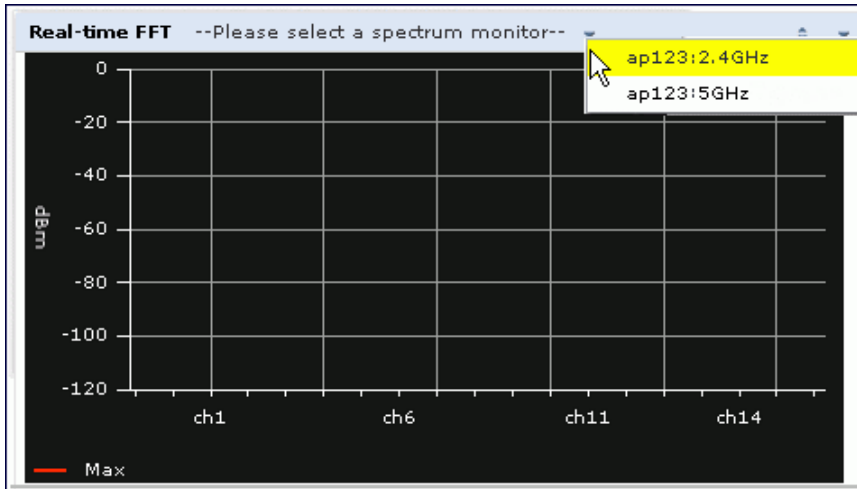 Real-time FFT --Please select a spectrum monitor--
ap123:2.4GHz
ap123:5GHz
0
-20
-40
-60
-80
-100
-120
dBm
ch1 ch6 ch11 ch14
Max